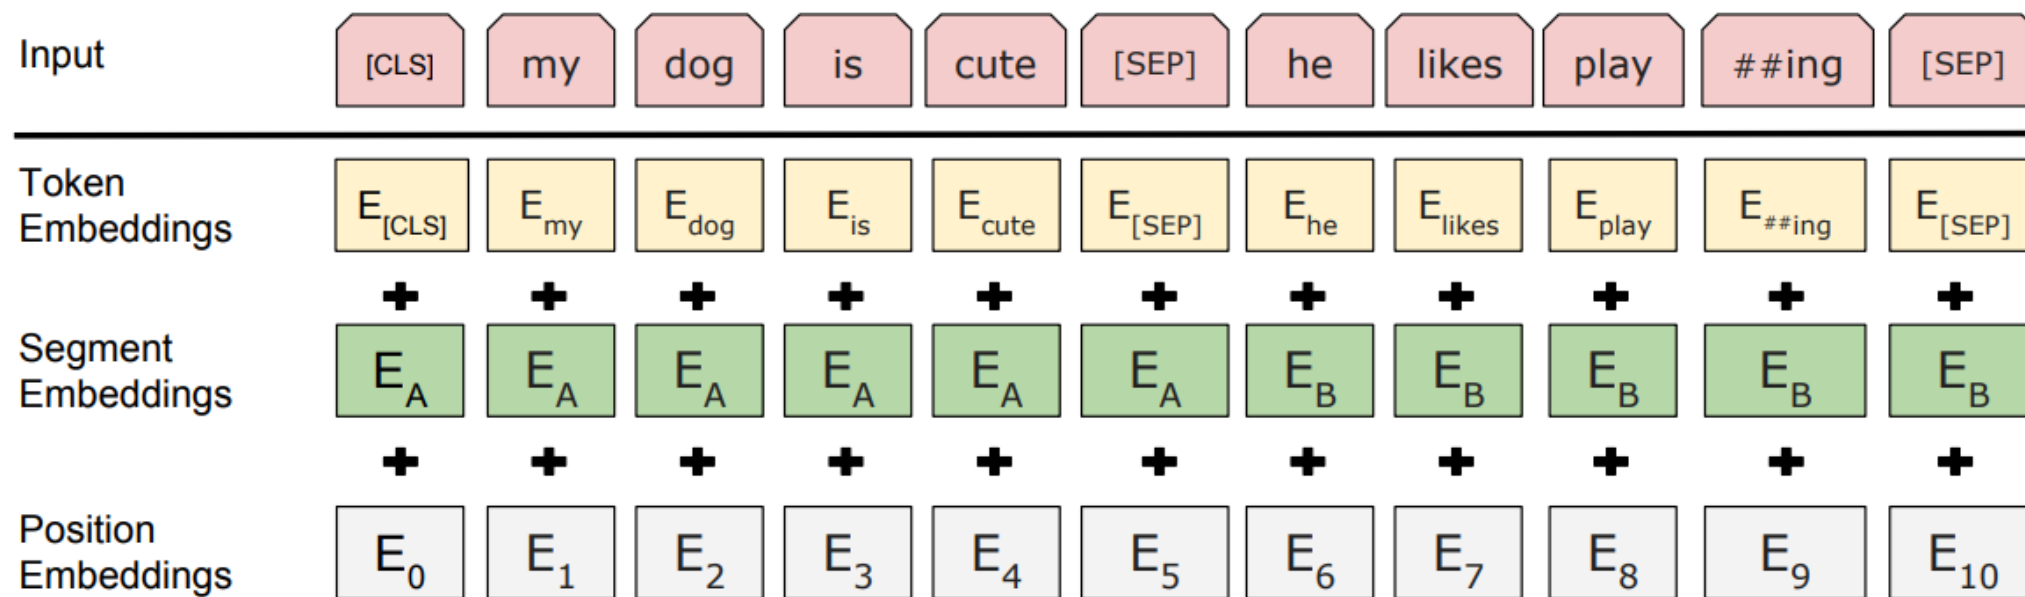 Input [CLS] my dog is cute [SEP] he likes play ##ing [SEP]
Token Embeddings E[CLS] Emy Edog Eis Ecute E[SEP] Ehe Elikes Eplay E##ing E[SEP]
+ + + + + + + + + + +
Segment Embeddings EA EA EA EA EA EA EB EB EB EB EB
+ + + + + + + + + + +
Position Embeddings E0 E1 E2 E3 E4 E5 E6 E7 E8 E9 E10